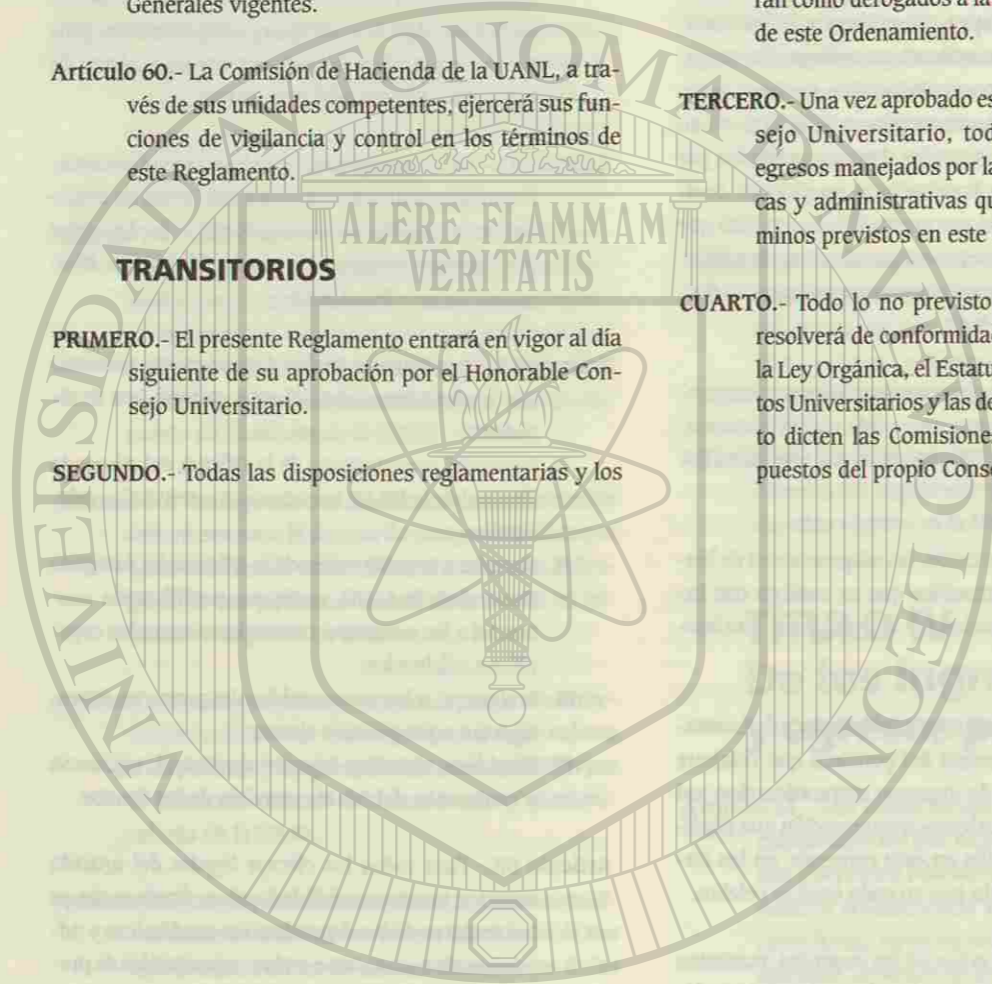 Generales vigentes.
Artículo 60.- La Comisión de Hacienda de la UANL, a tra-
vés de sus unidades competentes, ejercerá sus fun-
ciones de vigilancia y control en los términos de
este Reglamento.
TRANSITORIOS
PRIMERO.- El presente Reglamento entrará en vigor al día
siguiente de su aprobación por el Honorable Con-
sejo Universitario.
SEGUNDO.- Todas las disposiciones reglamentarias y los
rán como derogados a la
de este Ordenamiento.
TERCERO.- Una vez aprobado es
sejo Universitario, tod
egresos manejados por la
cas y administrativas qu
minos previstos en este
CUARTO.- Todo lo no previsto
resolverá de conformida
la Ley Orgánica, el Estatu
tos Universitarios y las de
to dicten las Comisione
puestos del propio Conse
UNIVERSIDAD AUTONOMA DE NUEVO LEON
ALERE FLAMMAM
VERITATIS